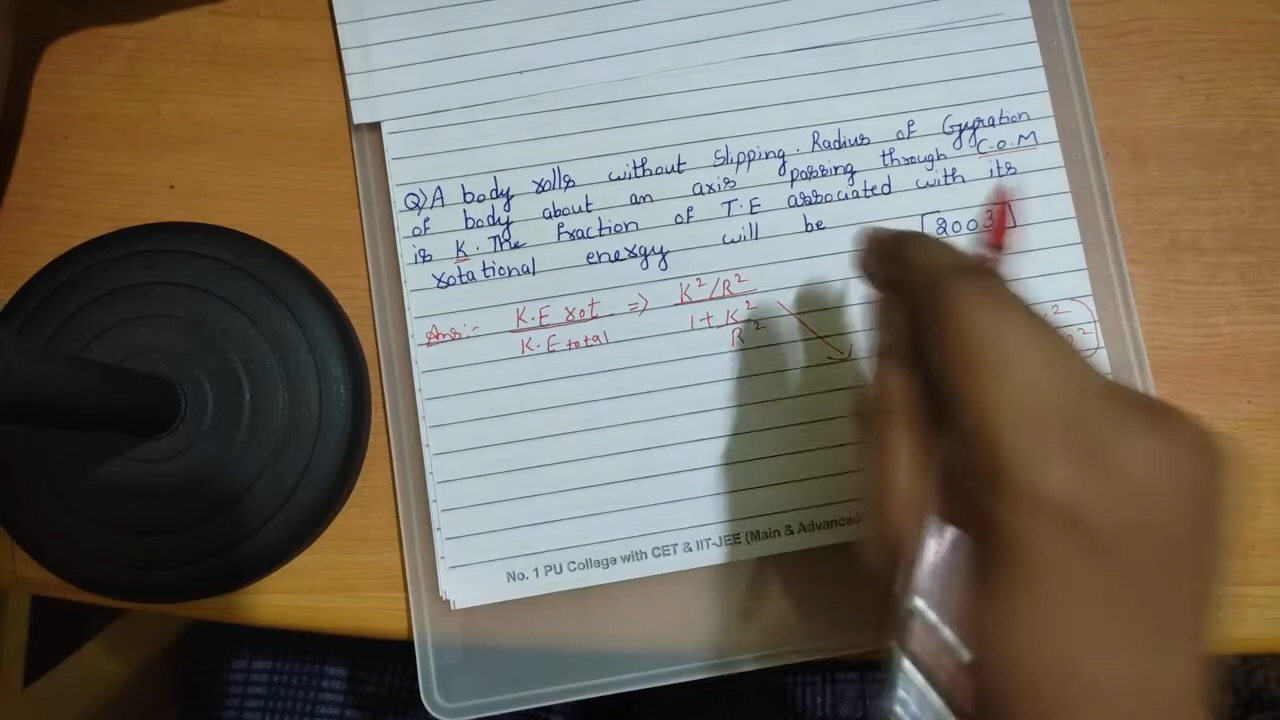 Q) A body rolls without slipping. Radius of Gyration
of body about an axis passing through C.O.M
is K. The fraction of T.E associated with its
rotational energy will be [2003]
Ans:- K.E rot / K.E total => K²/R² / 1 + K²/R²
No. 1 PU College with CET & IIT-JEE (Main & Advanced